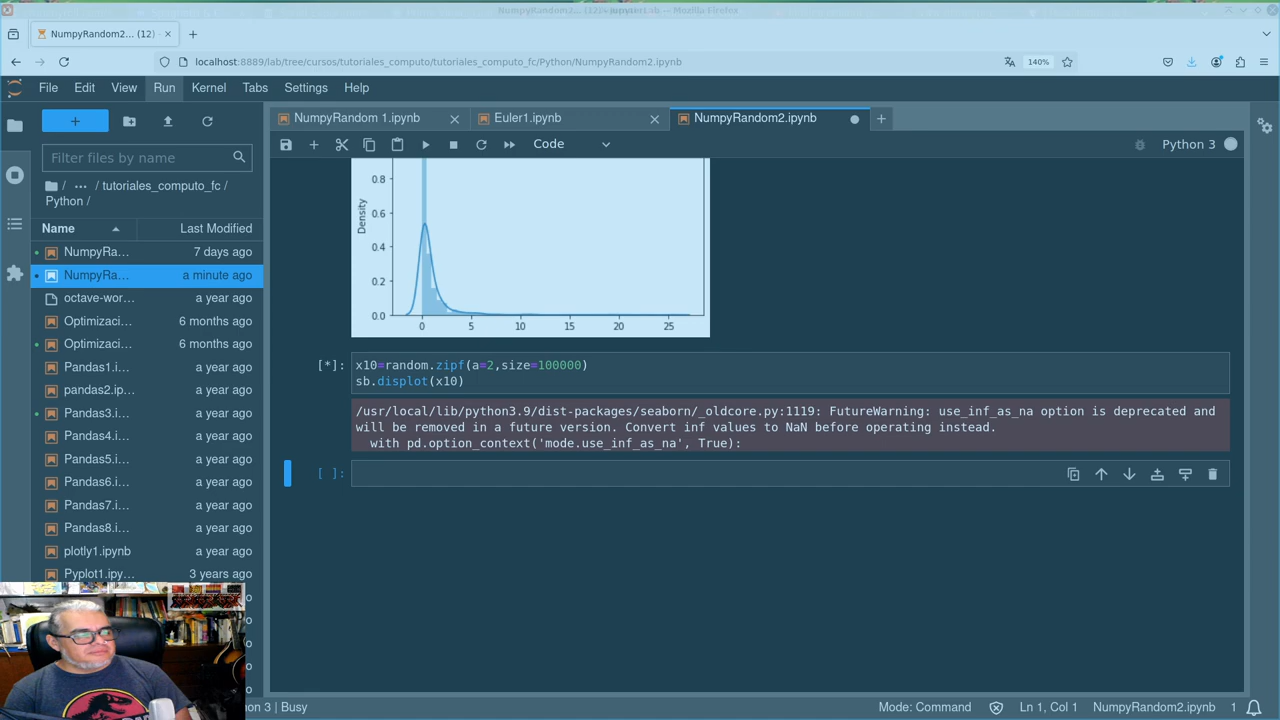 NumpyRandom2... (12) - JupyterLab — Mozilla Firefox
NumpyRandom2... (12)
localhost:8889/lab/tree/cursos/tutoriales_computo/tutoriales_computo_fc/Python/NumpyRandom2.ipynb
140%
File Edit View Run Kernel Tabs Settings Help
NumpyRandom 1.ipynb
Euler1.ipynb
NumpyRandom2.ipynb
Code
Python 3
Filter files by name
/ ... / tutoriales_computo_fc /
Python /
Name Last Modified
NumpyRa... 7 days ago
NumpyRa... a minute ago
octave-wor... a year ago
Optimizaci... 6 months ago
Optimizaci... 6 months ago
Pandas1.i... a year ago
pandas2.ip... a year ago
Pandas3.i... a year ago
Pandas4.i... a year ago
Pandas5.i... a year ago
Pandas6.i... a year ago
Pandas7.i... a year ago
Pandas8.i... a year ago
plotly1.ipynb a year ago
Pyplot1.ipy... 3 years ago
Density
0.8
0.6
0.4
0.2
0.0
0 5 10 15 20 25
[*]: x10=random.zipf(a=2,size=100000)
sb.displot(x10)
/usr/local/lib/python3.9/dist-packages/seaborn/_oldcore.py:1119: FutureWarning: use_inf_as_na option is deprecated and
will be removed in a future version. Convert inf values to NaN before operating instead.
with pd.option_context('mode.use_inf_as_na', True):
[ ]:
3 | Busy
Mode: Command
Ln 1, Col 1
NumpyRandom2.ipynb
1